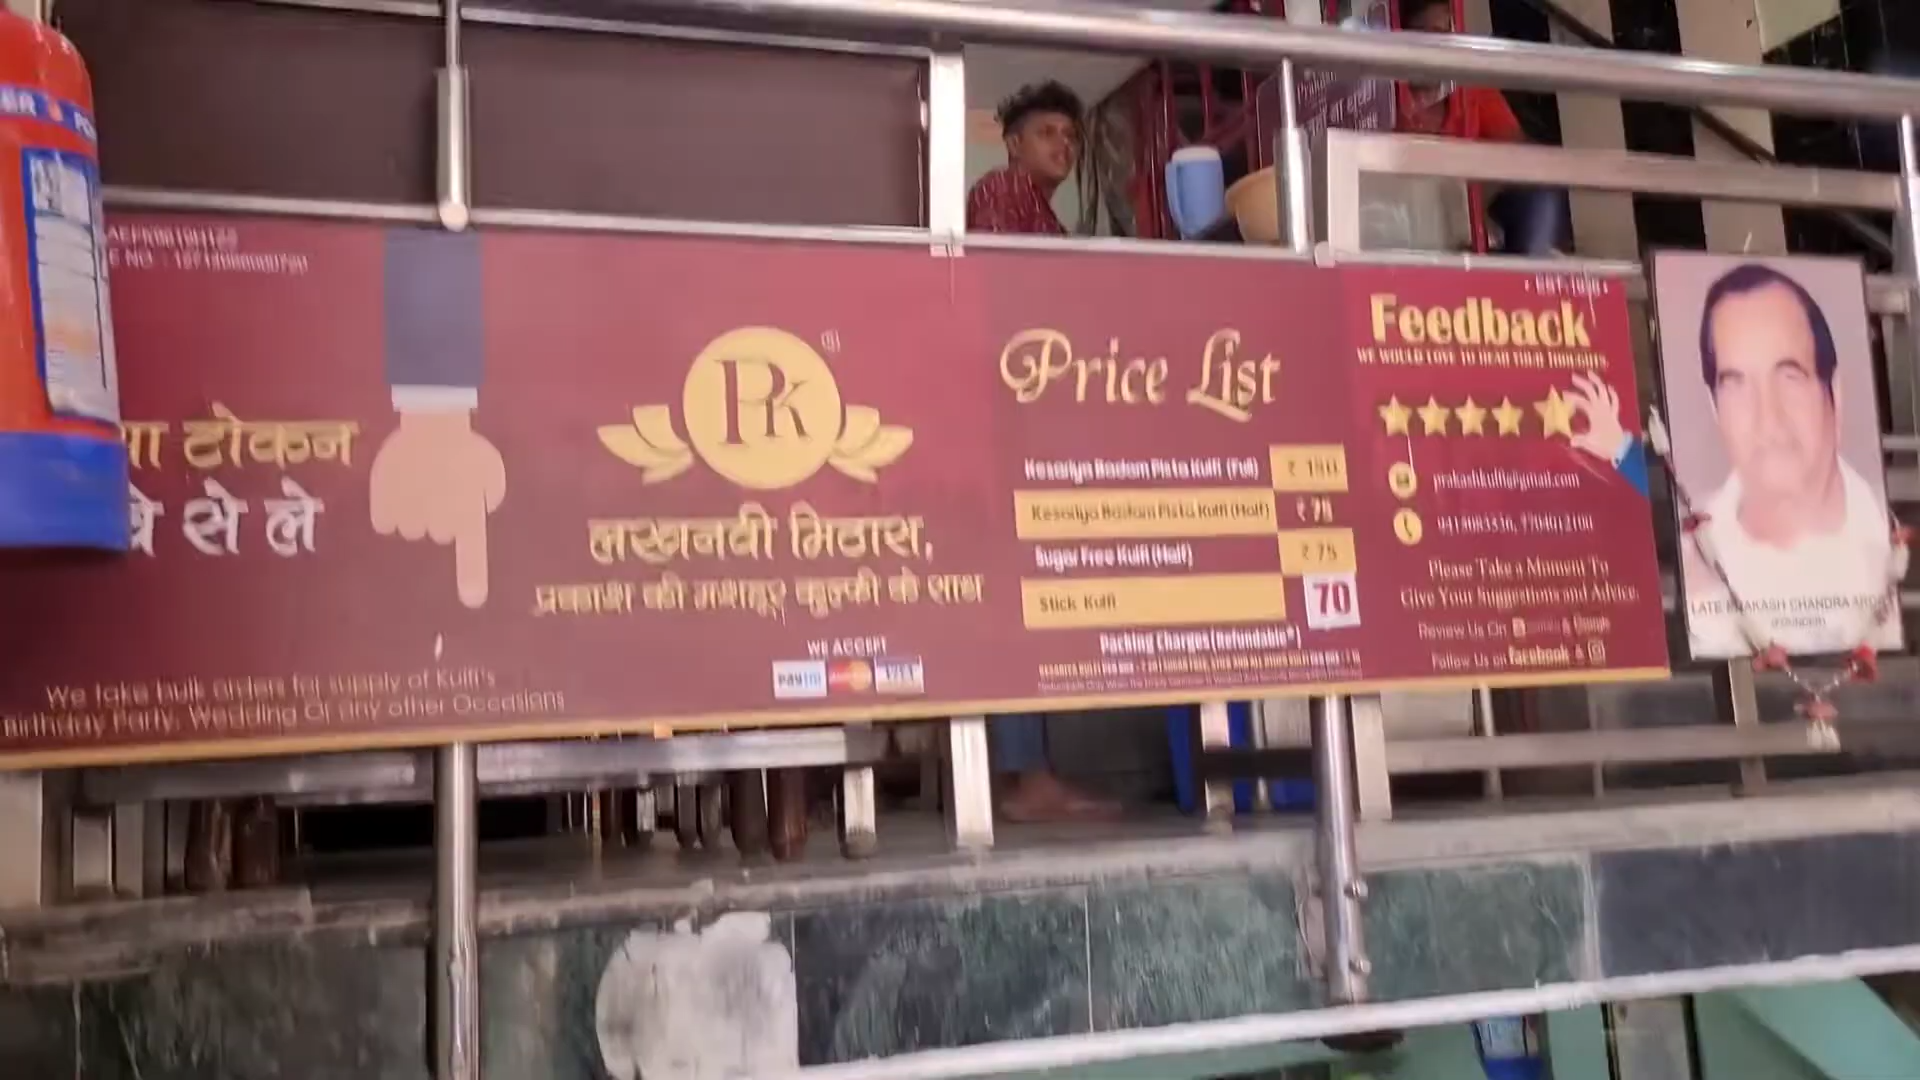 टोकन
से ले
We take bulk orders for supply of Kulfi's
Birthday Party, Wedding Or any other Occasions
PK
लखनवी मिठास,
प्रकाश की मशहूर कुल्फी के साथ
WE ACCEPT
Paytm VISA
Price List
Kesariya Badam Pista Kulfi (Full) ₹ 150
Kesariya Badam Pista Kulfi (Half) ₹ 75
Sugar Free Kulfi (Half) ₹ 75
Stick Kulfi 70
Packing Charges (Refundable*)
Feedback
WE WOULD LOVE TO HEAR YOUR THOUGHTS.
prakashkulfi@gmail.com
Please Take a Moment To
Give Your Suggestions and Advice.
Review Us On & Google
Follow Us on facebook &
LATE PRAKASH CHANDRA
(FOUNDER)